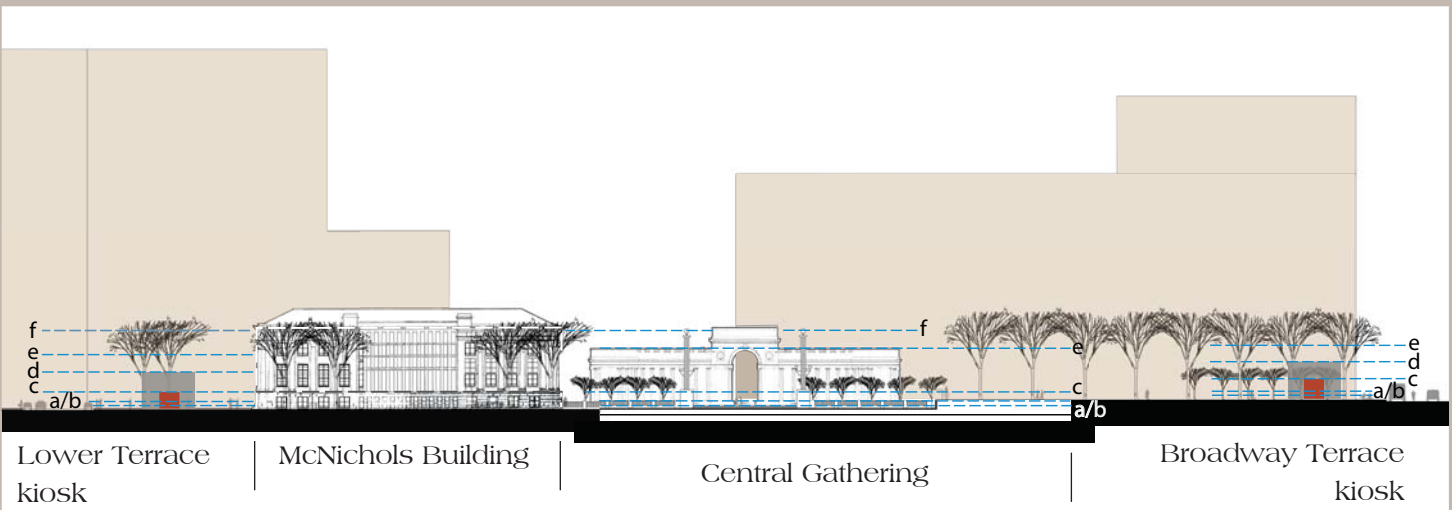 f
f
e
e
e
d
d
c
c
c
a/b
a/b
a/b
Lower Terrace
kiosk
McNichols Building
Central Gathering
Broadway Terrace
kiosk